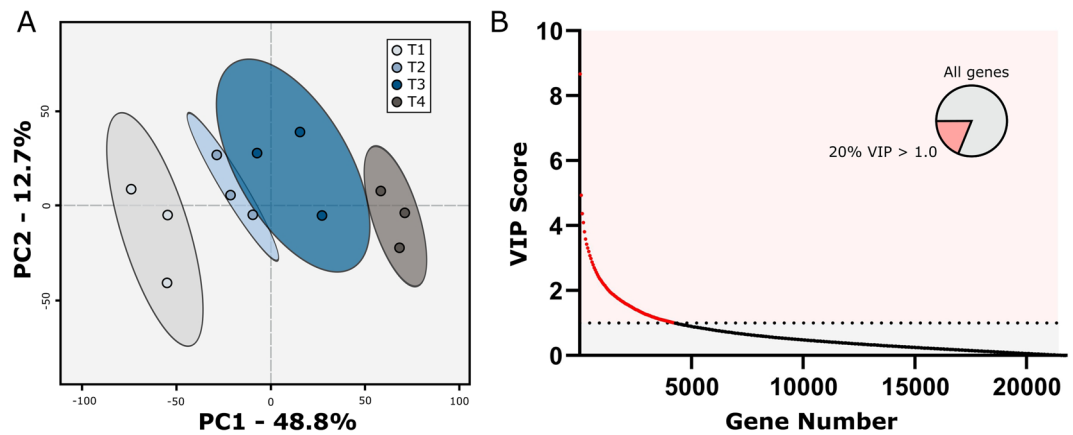 A
T1
T2
T3
T4
50
0
-50
PC2 - 12.7%
-100
-50
0
50
100
PC1 - 48.8%
B
10
8
6
4
2
0
VIP Score
All genes
20% VIP > 1.0
5000
10000
15000
20000
Gene Number